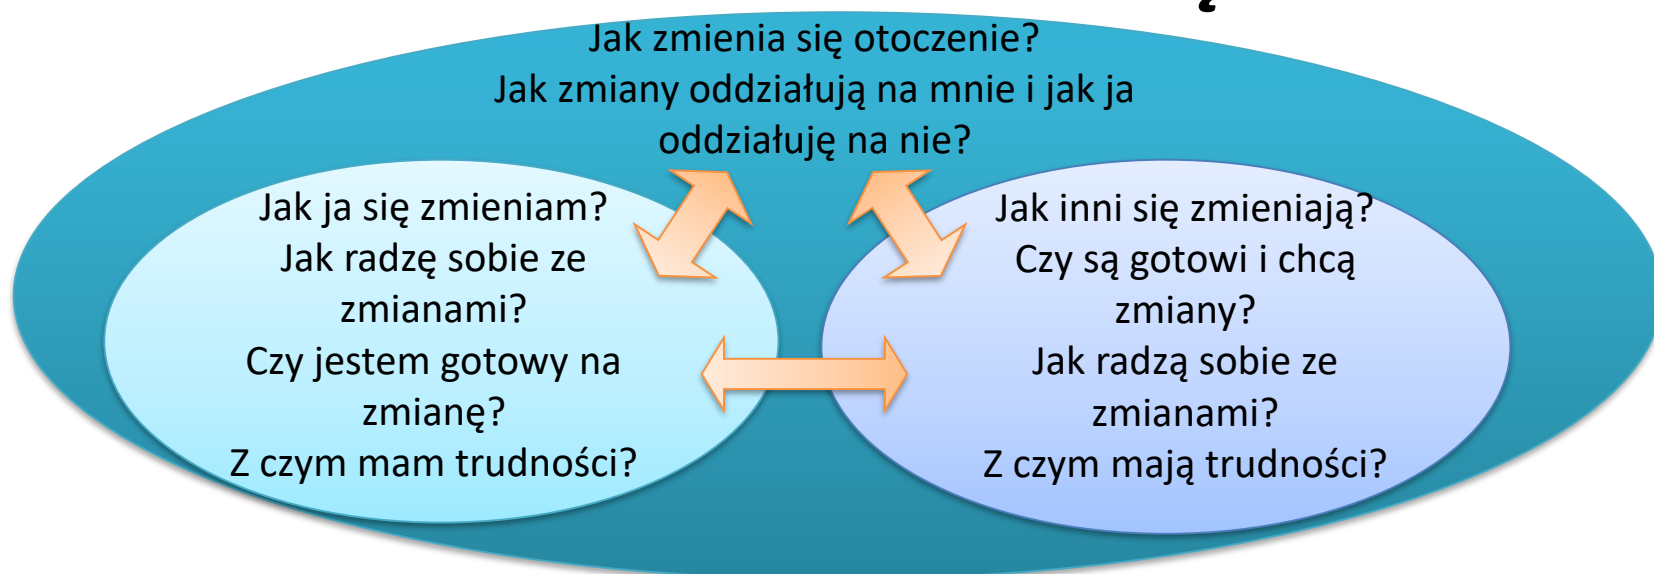 Jak zmienia się otoczenie?
Jak zmiany oddziałują na mnie i jak ja
oddziałuję na nie?
Jak ja się zmieniam?
Jak radzę sobie ze
zmianami?
Czy jestem gotowy na
zmianę?
Z czym mam trudności?
Jak inni się zmieniają?
Czy są gotowi i chcą
zmiany?
Jak radzą sobie ze
zmianami?
Z czym mają trudności?